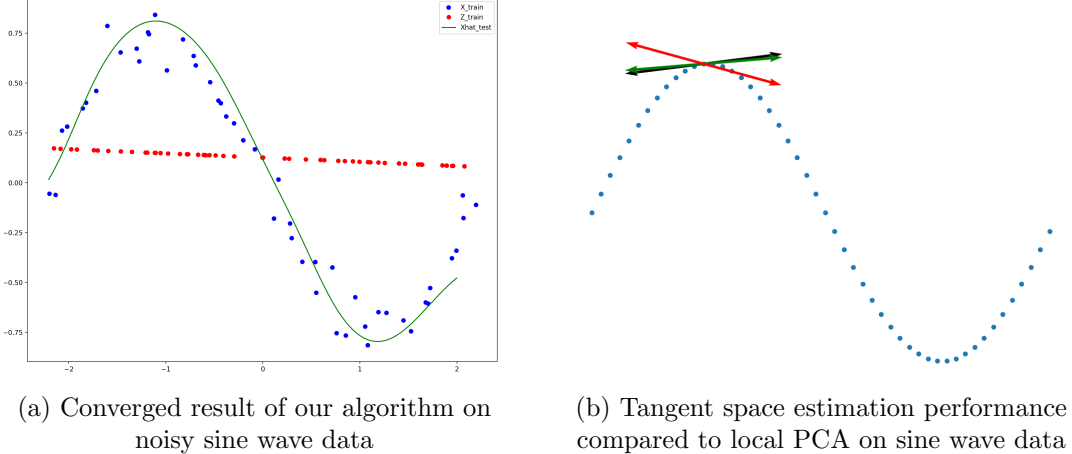 X_train
Z_train
Xhat_test
0.75
0.50
0.25
0.00
−0.25
−0.50
−0.75
−2 −1 0 1 2
(a) Converged result of our algorithm on
noisy sine wave data
(b) Tangent space estimation performance
compared to local PCA on sine wave data